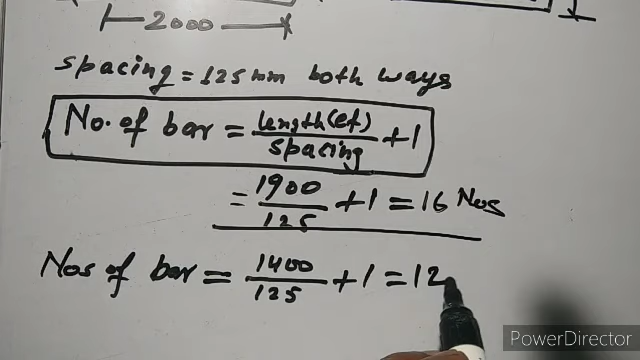 2000
spacing = 125 mm both ways
No. of bar = length(ef) / spacing + 1
= 1900 / 125 + 1 = 16 Nos
Nos of bar = 1400 / 125 + 1 = 12
PowerDirector